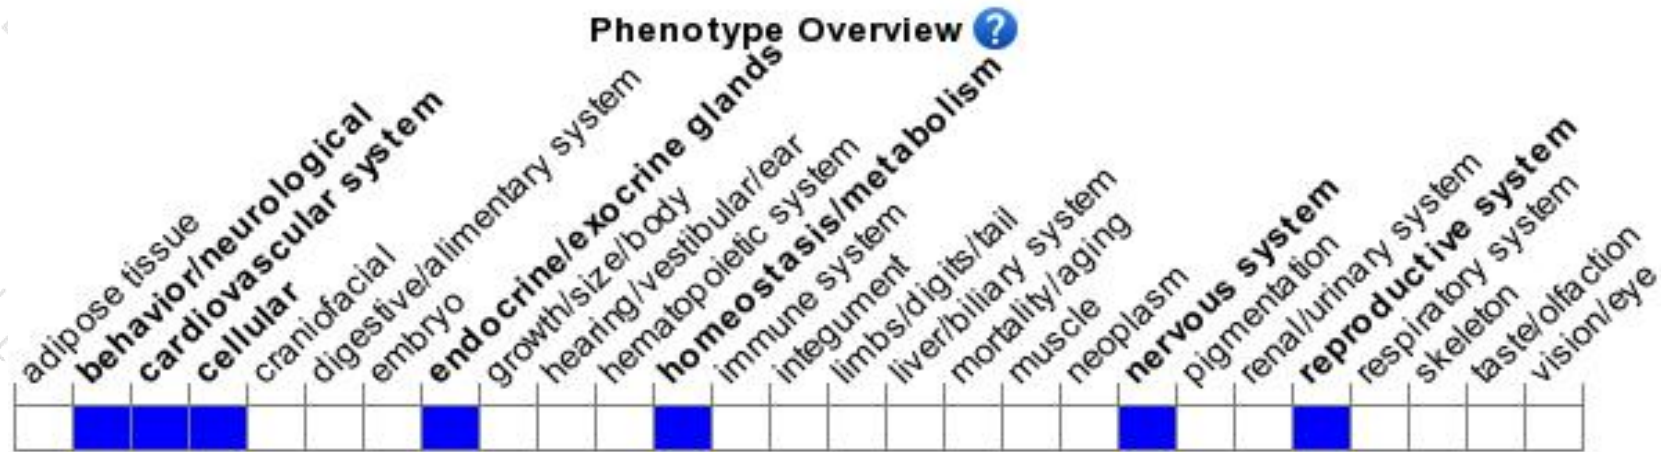 Phenotype Overview ?
adipose tissue
behavior/neurological
cardiovascular system
cellular
craniofacial
digestive/alimentary system
embryo
endocrine/exocrine glands
growth/size/body
hearing/vestibular/ear
hematopoietic system
homeostasis/metabolism
immune system
integument
limbs/digits/tail
liver/biliary system
mortality/aging
muscle
neoplasm
nervous system
pigmentation
renal/urinary system
reproductive system
respiratory system
skeleton
taste/olfaction
vision/eye